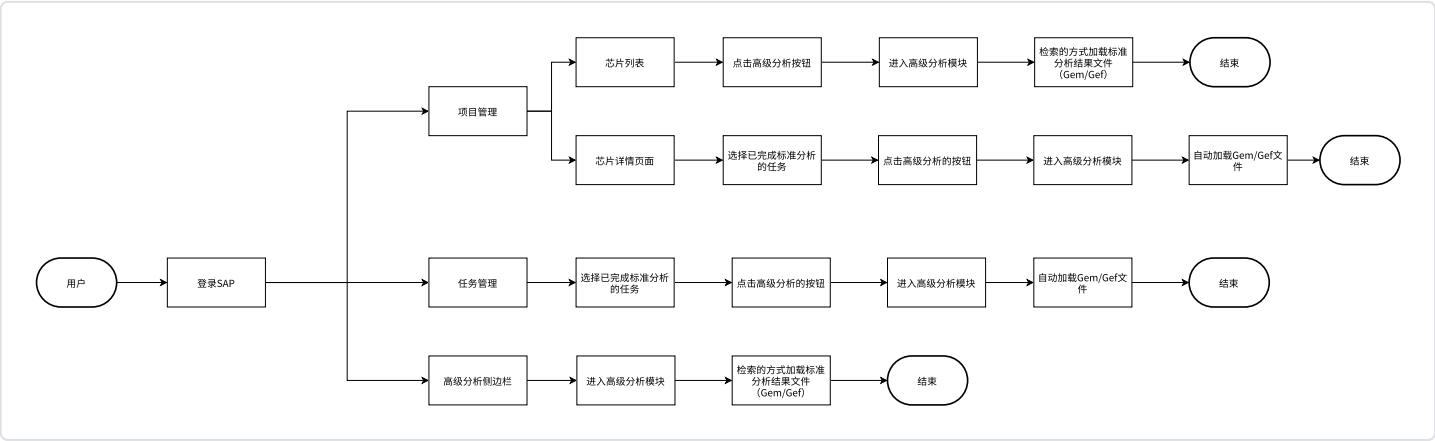 芯片列表
点击高级分析按钮
进入高级分析模块
检索的方式加载标准
分析结果文件
（Gem/Gef）
结束
项目管理
芯片详情页面
选择已完成标准分析
的任务
点击高级分析的按钮
进入高级分析模块
自动加载Gem/Gef文
件
结束
用户
登录SAP
任务管理
选择已完成标准分析
的任务
点击高级分析的按钮
进入高级分析模块
自动加载Gem/Gef文
件
结束
高级分析侧边栏
进入高级分析模块
检索的方式加载标准
分析结果文件
（Gem/Gef）
结束